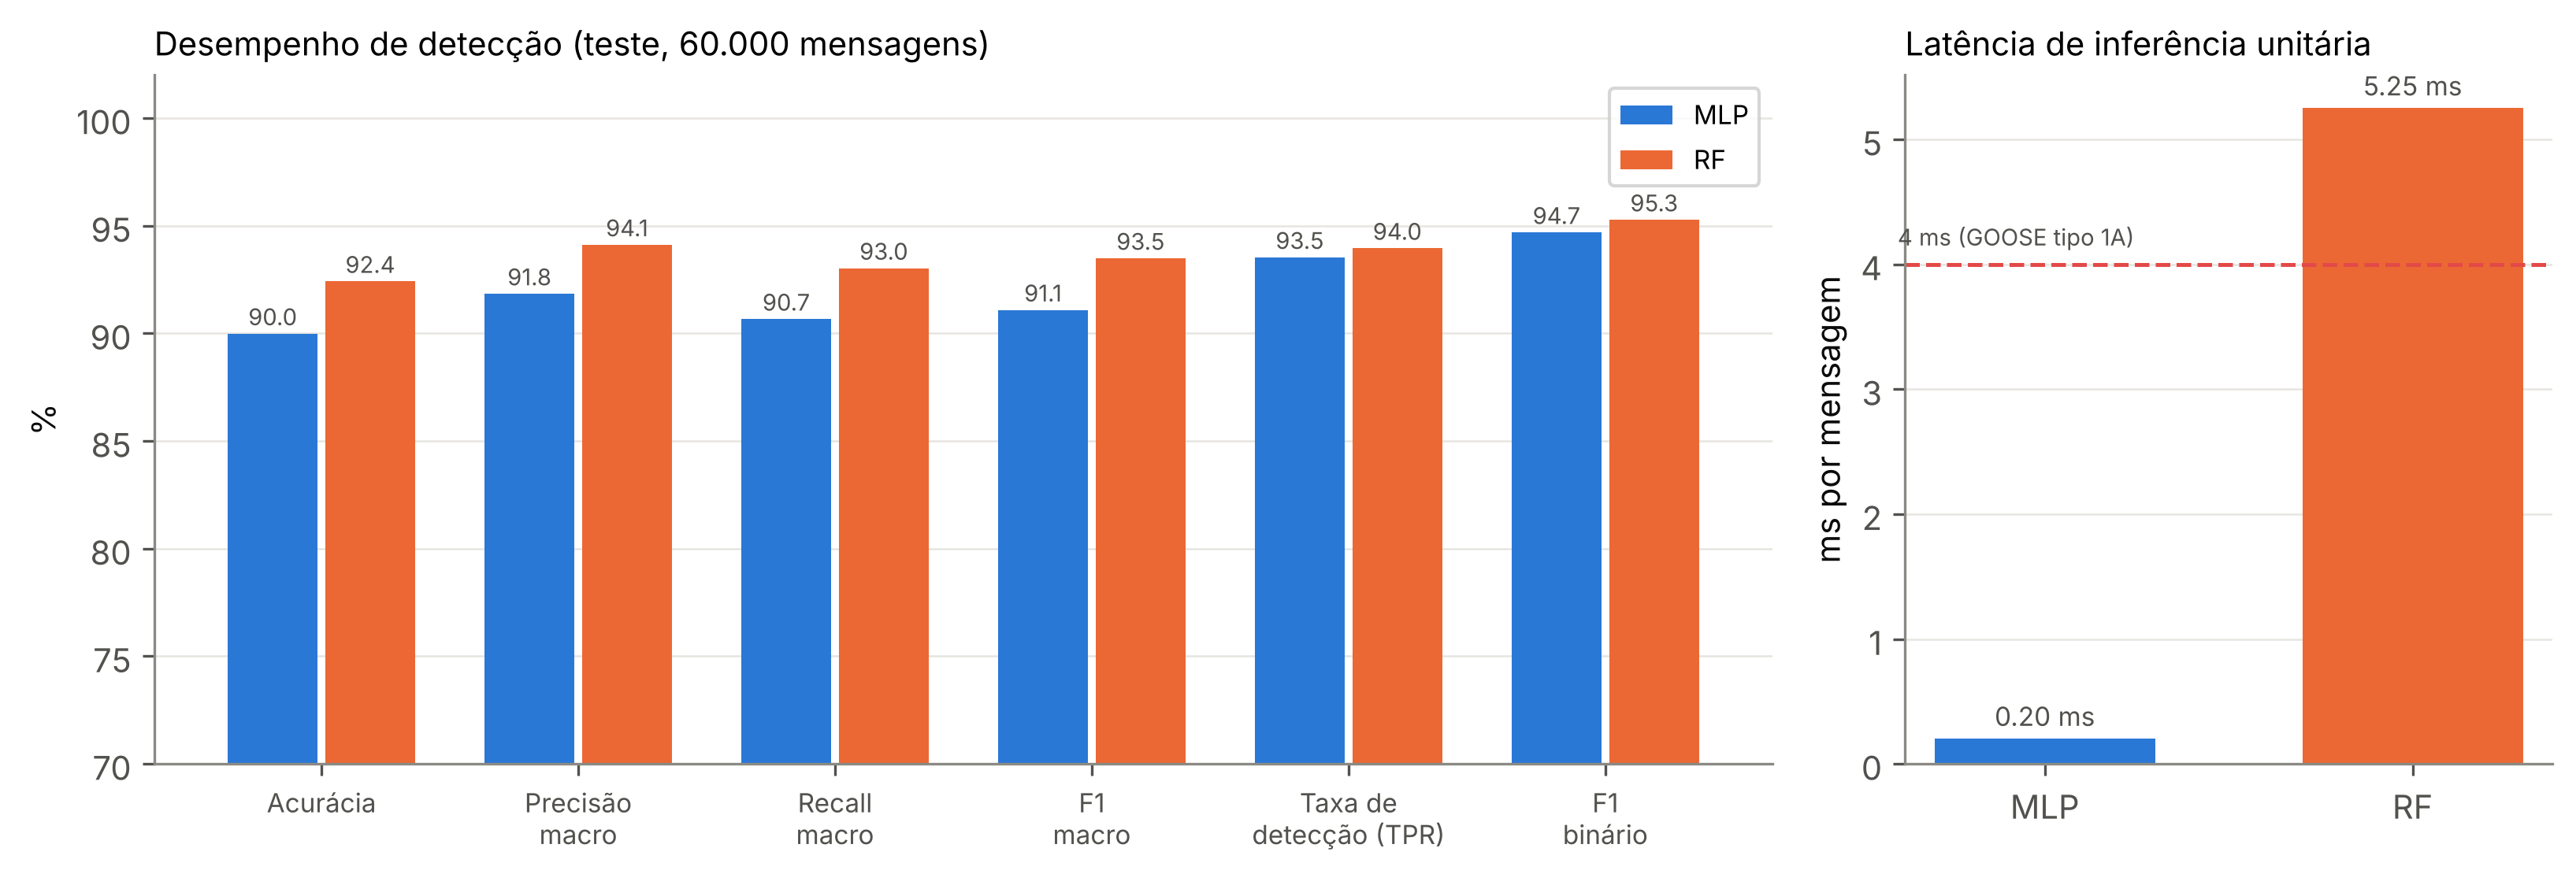 Desempenho de detecção (teste, 60.000 mensagens)
%
100
95
90
85
80
75
70
MLP
RF
90.0
92.4
91.8
94.1
90.7
93.0
91.1
93.5
93.5
94.0
94.7
95.3
Acurácia
Precisão
macro
Recall
macro
F1
macro
Taxa de
detecção (TPR)
F1
binário
Latência de inferência unitária
ms por mensagem
5
4
3
2
1
0
4 ms (GOOSE tipo 1A)
0.20 ms
5.25 ms
MLP
RF